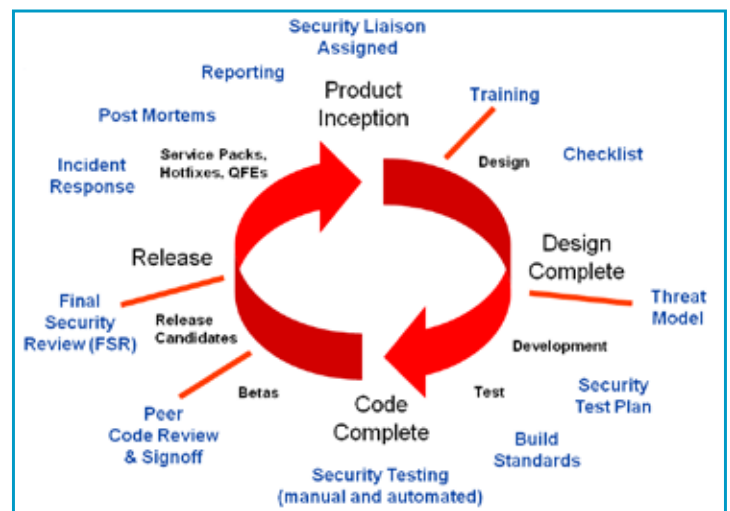 Security Liaison
Assigned
Reporting
Product
Inception
Training
Post Mortems
Service Packs,
Hotfixes, QFEs
Design
Checklist
Incident
Response
Release
Design
Complete
Final
Security
Review (FSR)
Release
Candidates
Threat
Model
Development
Betas
Test
Security
Test Plan
Peer
Code Review
& Signoff
Code
Complete
Build
Standards
Security Testing
(manual and automated)